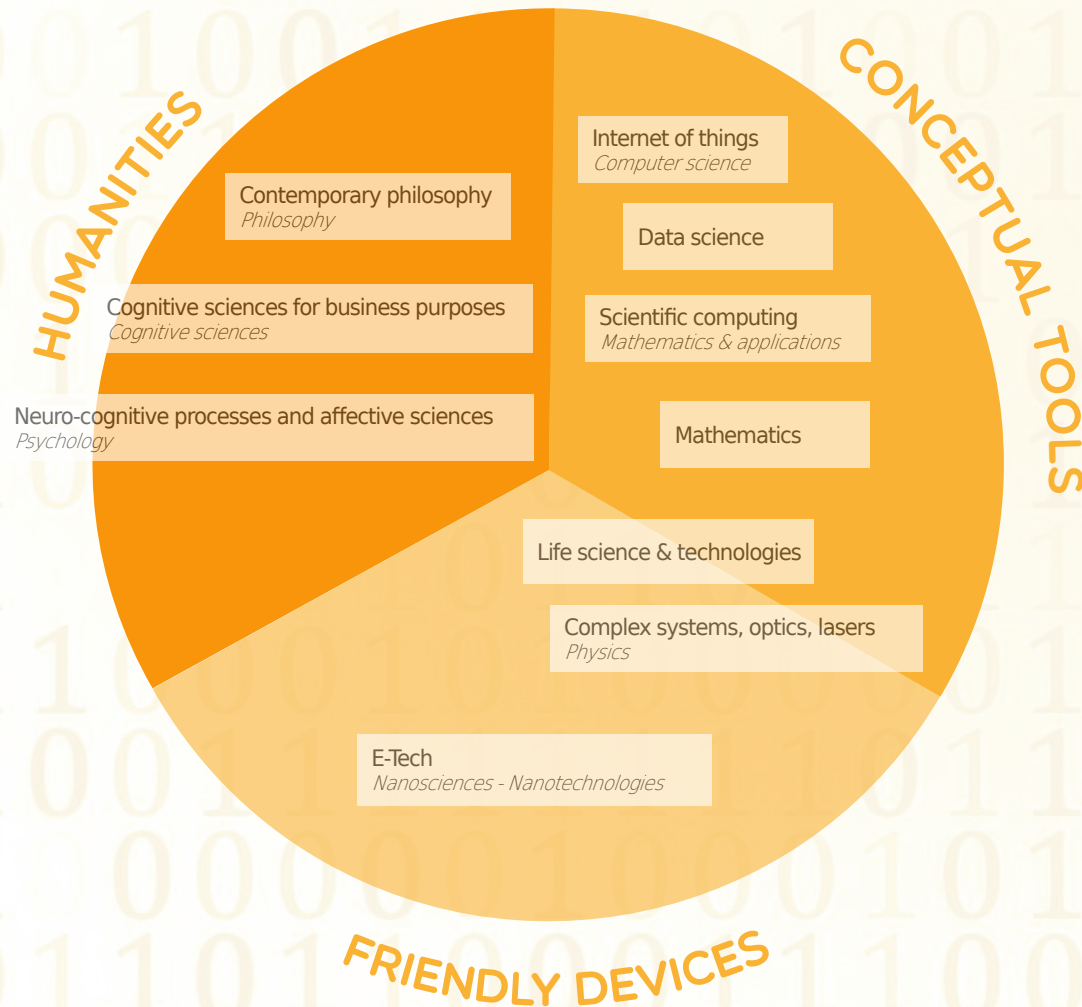 HUMANITIES
Contemporary philosophy
Philosophy
Cognitive sciences for business purposes
Cognitive sciences
Neuro-cognitive processes and affective sciences
Psychology
CONCEPTUAL TOOLS
Internet of things
Computer science
Data science
Scientific computing
Mathematics & applications
Mathematics
Life science & technologies
Complex systems, optics, lasers
Physics
E-Tech
Nanosciences - Nanotechnologies
FRIENDLY DEVICES